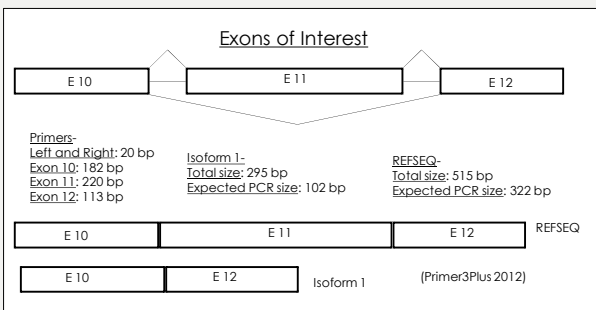 Exons of Interest
E 10
E 11
E 12
Primers-
Left and Right: 20 bp
Exon 10: 182 bp
Exon 11: 220 bp
Exon 12: 113 bp
Isoform 1-
Total size: 295 bp
Expected PCR size: 102 bp
REFSEQ-
Total size: 515 bp
Expected PCR size: 322 bp
E 10
E 11
E 12
REFSEQ
E 10
E 12
Isoform 1
(Primer3Plus 2012)